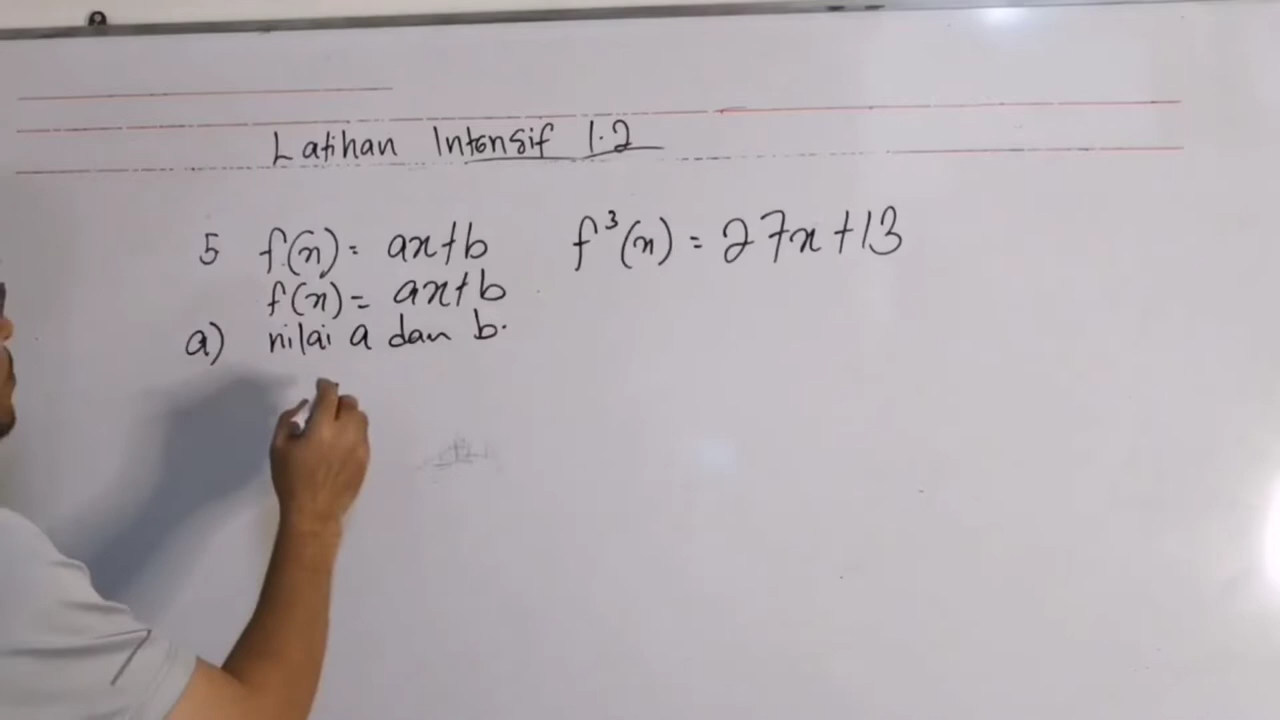 Latihan Intensif 1.2
5 f(x) = ax+b f³(x) = 27x+13
f(x) = ax+b
a) nilai a dan b.